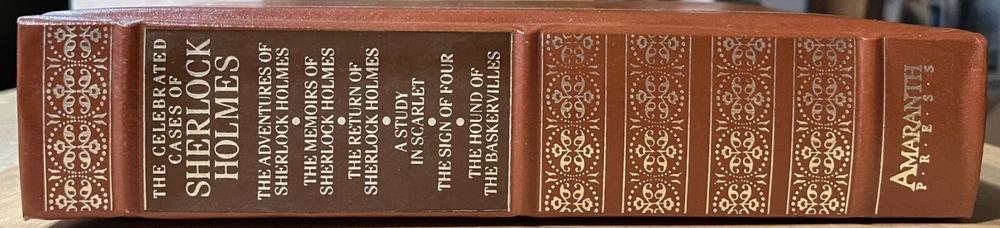 THE CELEBRATED
CASES OF
SHERLOCK
HOLMES
THE ADVENTURES OF
SHERLOCK HOLMES
•
THE MEMOIRS OF
SHERLOCK HOLMES
•
THE RETURN OF
SHERLOCK HOLMES
•
A STUDY
IN SCARLET
•
THE SIGN OF FOUR
•
THE HOUND OF
THE BASKERVILLES
AMARANTH
PRESS